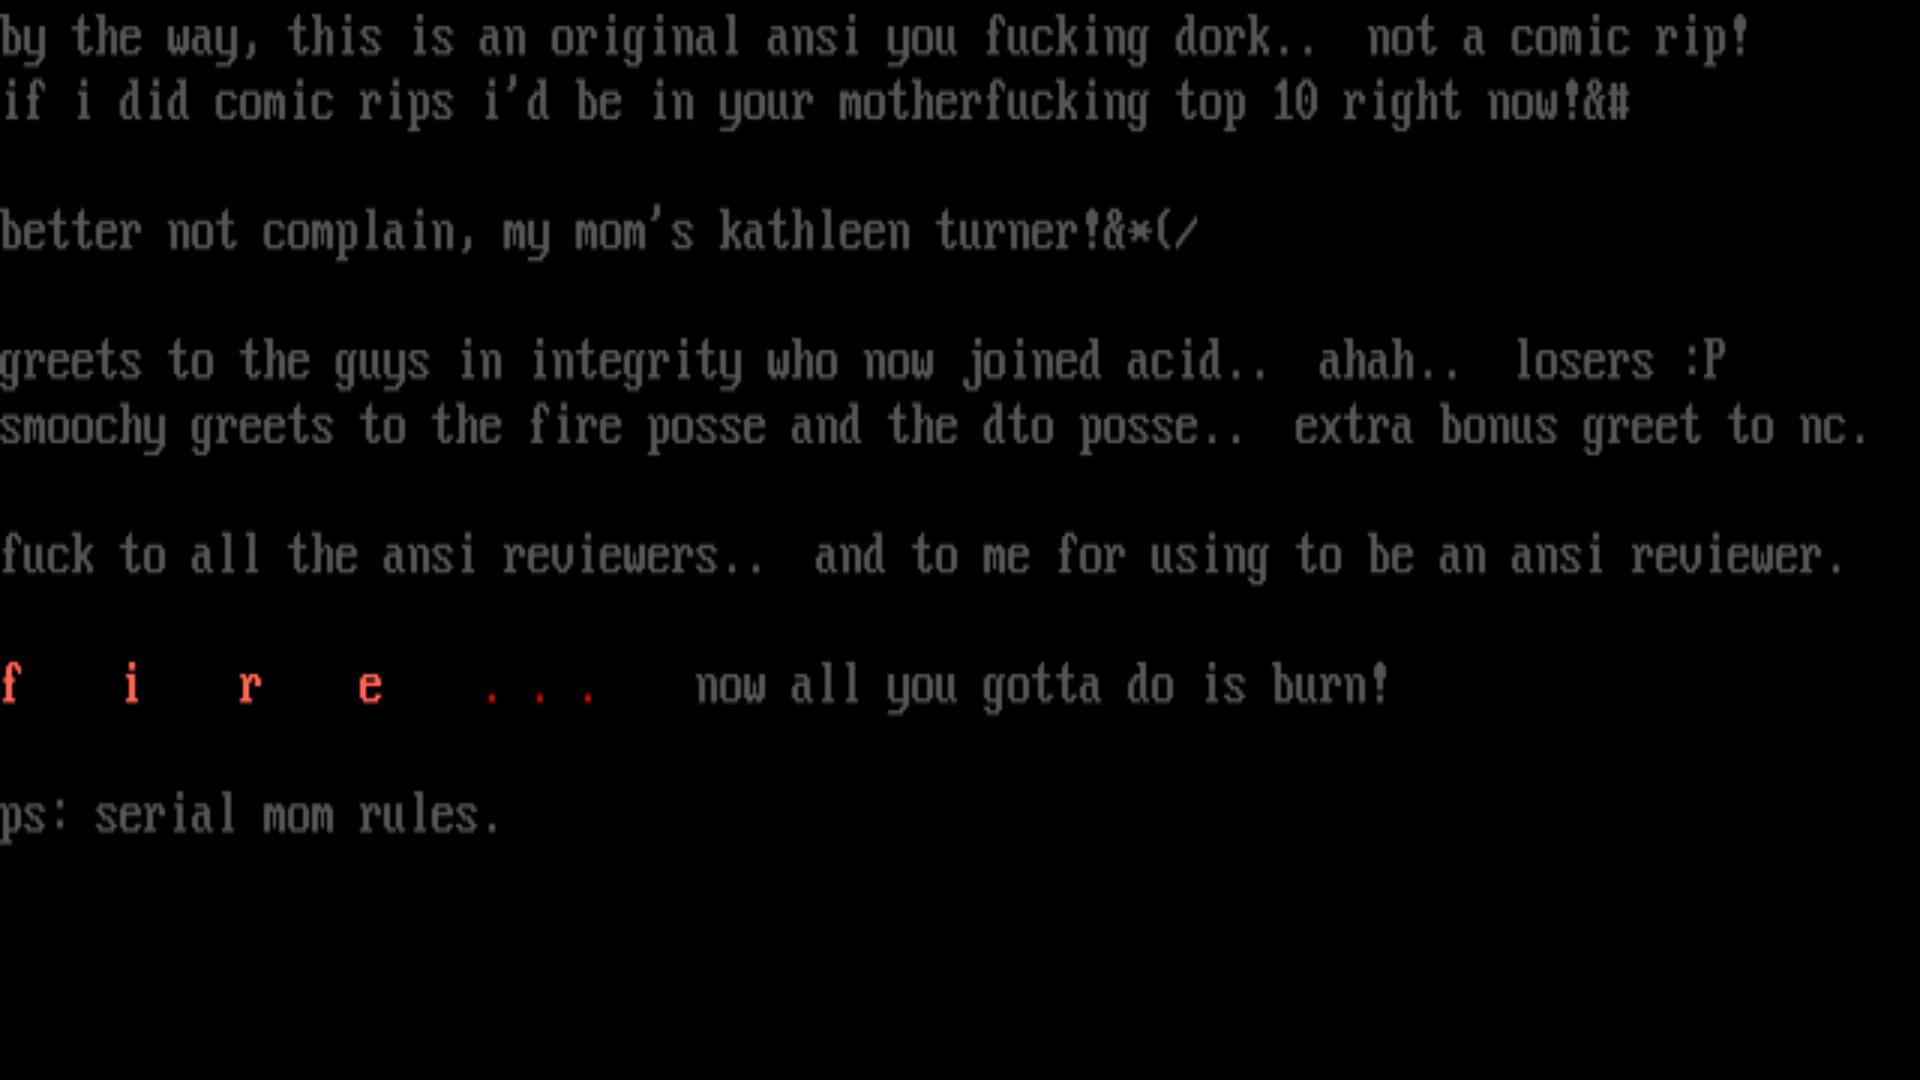 by the way, this is an original ansi you fucking dork..  not a comic rip!
if i did comic rips i'd be in your motherfucking top 10 right now!&#
better not complain, my mom's kathleen turner!&*(/
greets to the guys in integrity who now joined acid..  ahah..  losers :P
smoochy greets to the fire posse and the dto posse..  extra bonus greet to nc.
fuck to all the ansi reviewers..  and to me for using to be an ansi reviewer.
f    i    r    e    . . .    now all you gotta do is burn!
ps: serial mom rules.